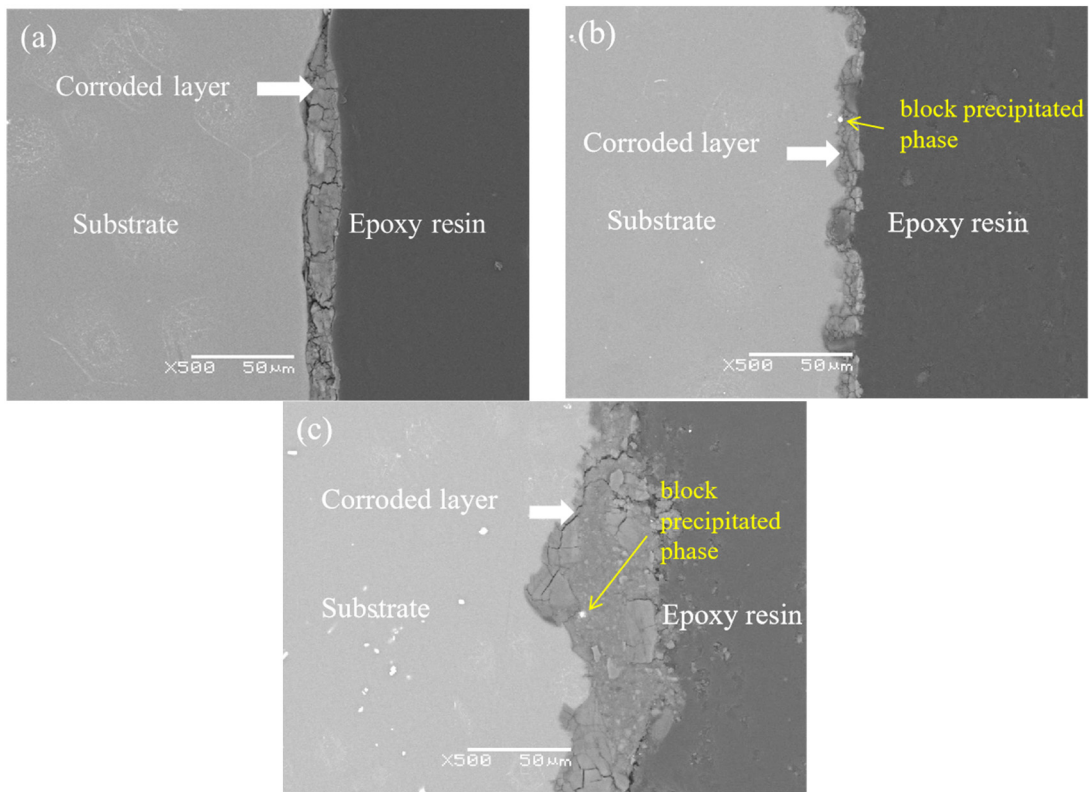 (a)
Corroded layer
Substrate
Epoxy resin
X500 50μm
(b)
block precipitated
phase
Corroded layer
Substrate
Epoxy resin
X500 50μm
(c)
Corroded layer
block
precipitated
phase
Substrate
Epoxy resin
X500 50μm